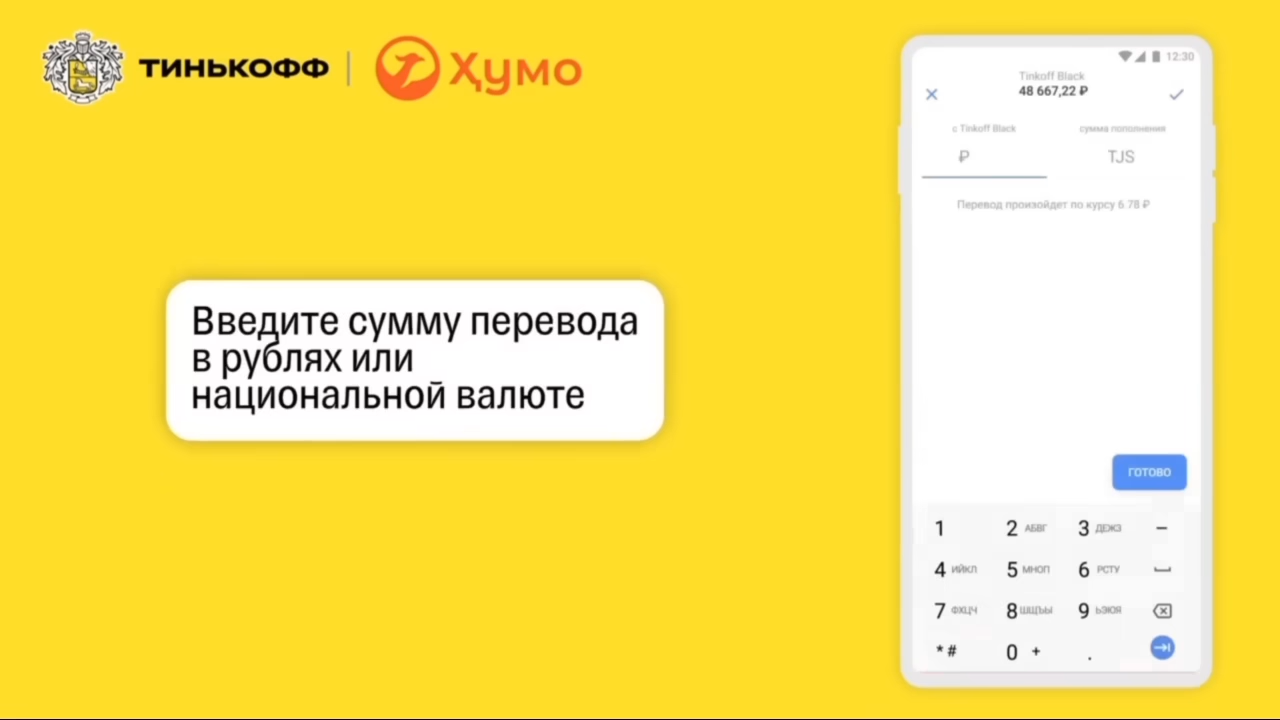 ТИНЬКОФФ | Ҳумо
12:30
Tinkoff Black
48 667,22 ₽
с Tinkoff Black сумма пополнения
₽ TJS
Перевод произойдет по курсу 6.78 ₽
Введите сумму перевода
в рублях или
национальной валюте
ГОТОВО
1 2 АБВГ 3 ДЕЖЗ –
4 ИЙКЛ 5 МНОП 6 РСТУ
7 ФХЦЧ 8 ШЩЪЫ 9 ЬЭЮЯ
* # 0 + .